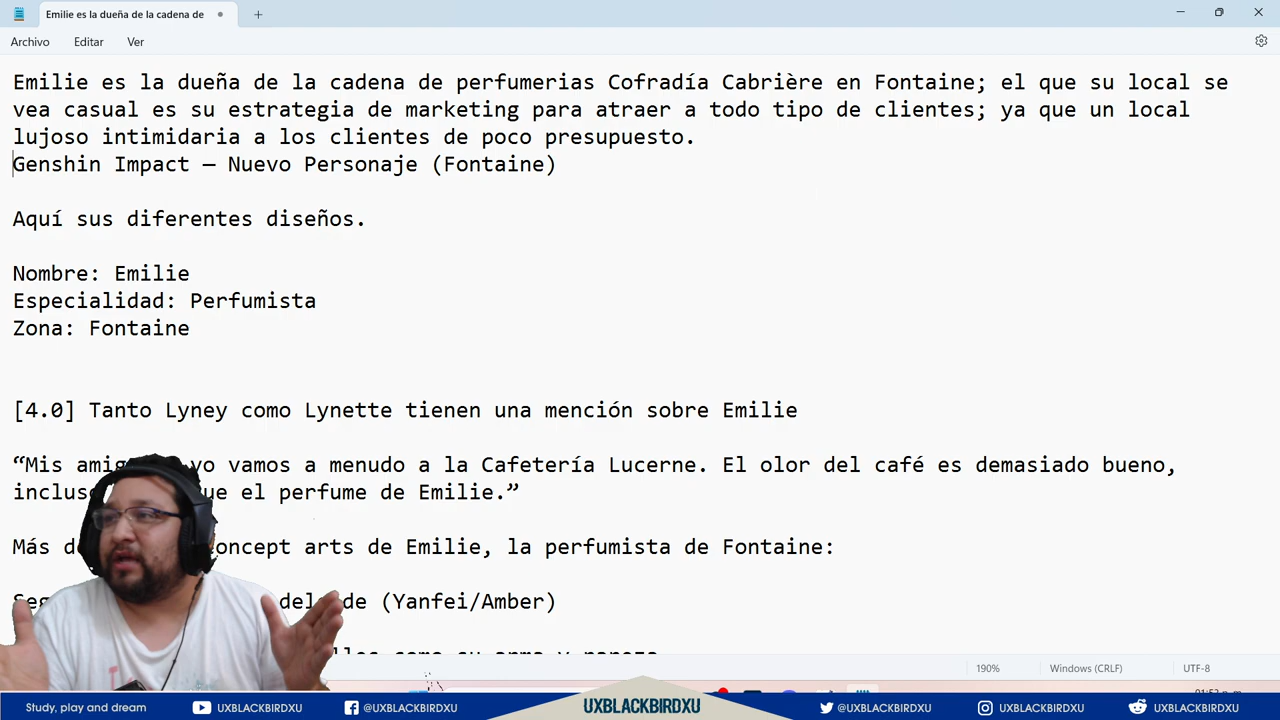 Emilie es la dueña de la cadena de
Archivo Editar Ver
Emilie es la dueña de la cadena de perfumerias Cofradía Cabrière en Fontaine; el que su local se
vea casual es su estrategia de marketing para atraer a todo tipo de clientes; ya que un local
lujoso intimidaria a los clientes de poco presupuesto.
Genshin Impact – Nuevo Personaje (Fontaine)
Aquí sus diferentes diseños.
Nombre: Emilie
Especialidad: Perfumista
Zona: Fontaine
[4.0] Tanto Lyney como Lynette tienen una mención sobre Emilie
“Mis yo vamos a menudo a la Cafetería Lucerne. El olor del café es demasiado bueno,
el perfume de Emilie.”
Más concept arts de Emilie, la perfumista de Fontaine:
de (Yanfei/Amber)
como su arma y
190% Windows (CRLF) UTF-8
Study, play and dream UXBLACKBIRDXU @UXBLACKBIRDXU UXBLACKBIRDXU @UXBLACKBIRDXU UXBLACKBIRDXU UXBLACKBIRDXU